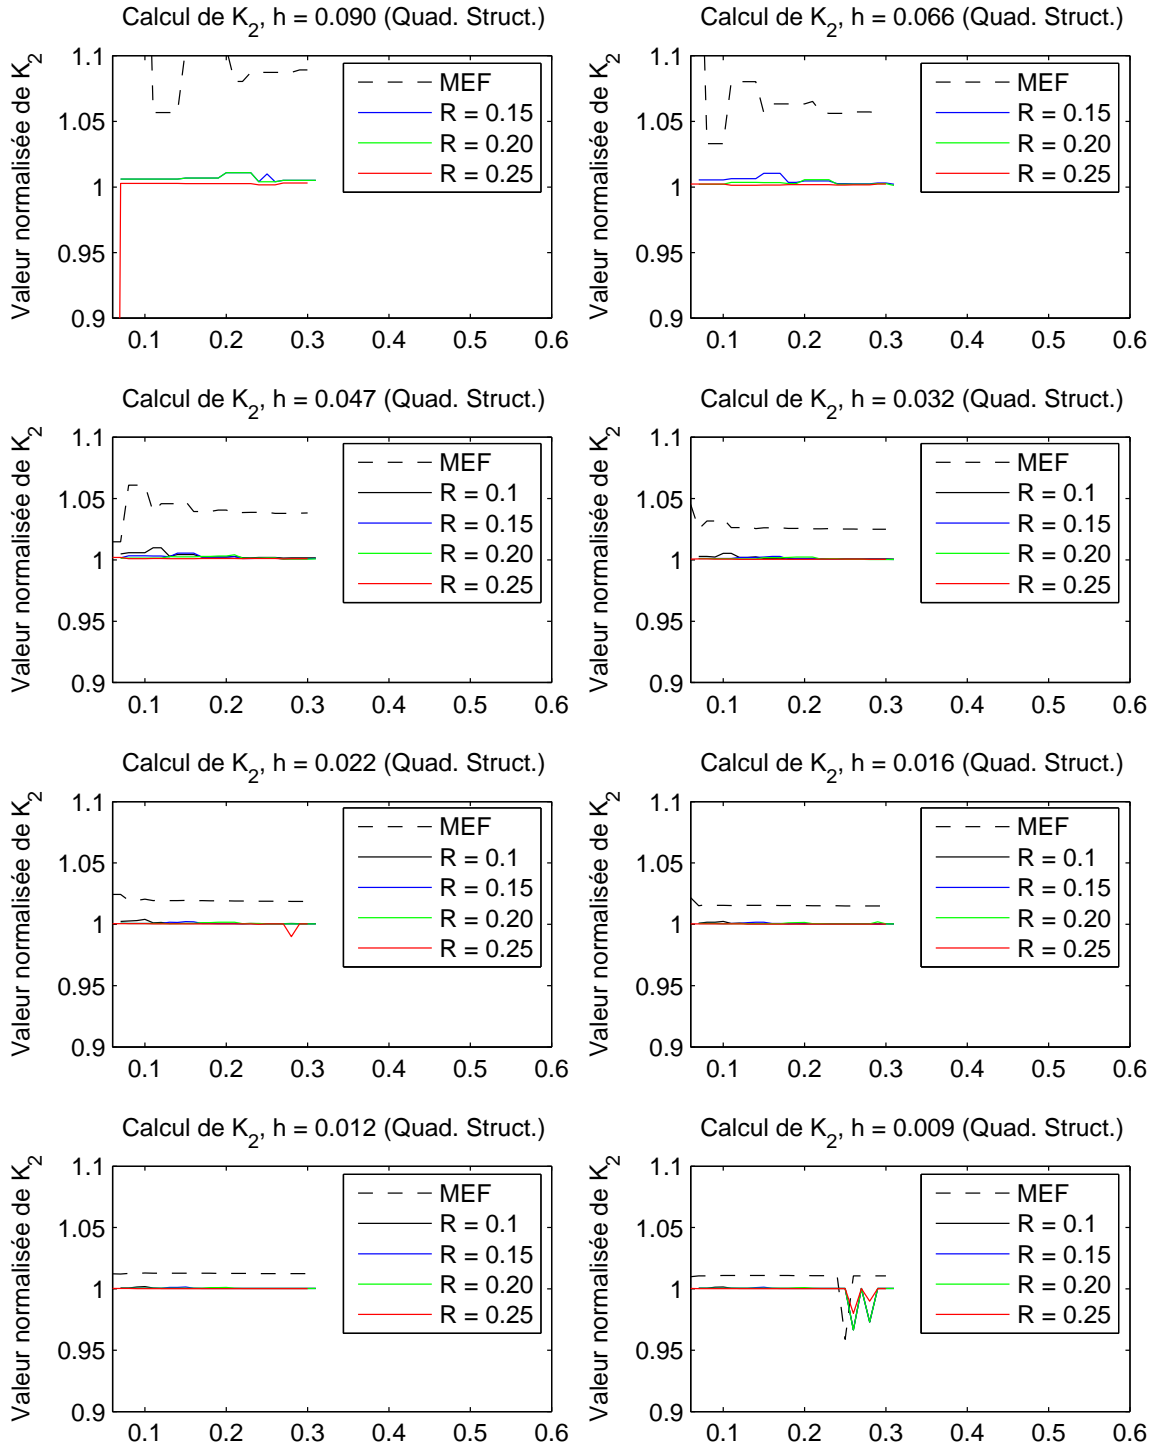 Calcul de K2, h = 0.090 (Quad. Struct.)
Valeur normalisée de K2
1.1
1.05
1
0.95
0.9
0.1 0.2 0.3 0.4 0.5 0.6
MEF
R = 0.15
R = 0.20
R = 0.25
Calcul de K2, h = 0.066 (Quad. Struct.)
Valeur normalisée de K2
1.1
1.05
1
0.95
0.9
0.1 0.2 0.3 0.4 0.5 0.6
MEF
R = 0.15
R = 0.20
R = 0.25
Calcul de K2, h = 0.047 (Quad. Struct.)
Valeur normalisée de K2
1.1
1.05
1
0.95
0.9
0.1 0.2 0.3 0.4 0.5 0.6
MEF
R = 0.1
R = 0.15
R = 0.20
R = 0.25
Calcul de K2, h = 0.032 (Quad. Struct.)
Valeur normalisée de K2
1.1
1.05
1
0.95
0.9
0.1 0.2 0.3 0.4 0.5 0.6
MEF
R = 0.1
R = 0.15
R = 0.20
R = 0.25
Calcul de K2, h = 0.022 (Quad. Struct.)
Valeur normalisée de K2
1.1
1.05
1
0.95
0.9
0.1 0.2 0.3 0.4 0.5 0.6
MEF
R = 0.1
R = 0.15
R = 0.20
R = 0.25
Calcul de K2, h = 0.016 (Quad. Struct.)
Valeur normalisée de K2
1.1
1.05
1
0.95
0.9
0.1 0.2 0.3 0.4 0.5 0.6
MEF
R = 0.1
R = 0.15
R = 0.20
R = 0.25
Calcul de K2, h = 0.012 (Quad. Struct.)
Valeur normalisée de K2
1.1
1.05
1
0.95
0.9
0.1 0.2 0.3 0.4 0.5 0.6
MEF
R = 0.1
R = 0.15
R = 0.20
R = 0.25
Calcul de K2, h = 0.009 (Quad. Struct.)
Valeur normalisée de K2
1.1
1.05
1
0.95
0.9
0.1 0.2 0.3 0.4 0.5 0.6
MEF
R = 0.1
R = 0.15
R = 0.20
R = 0.25